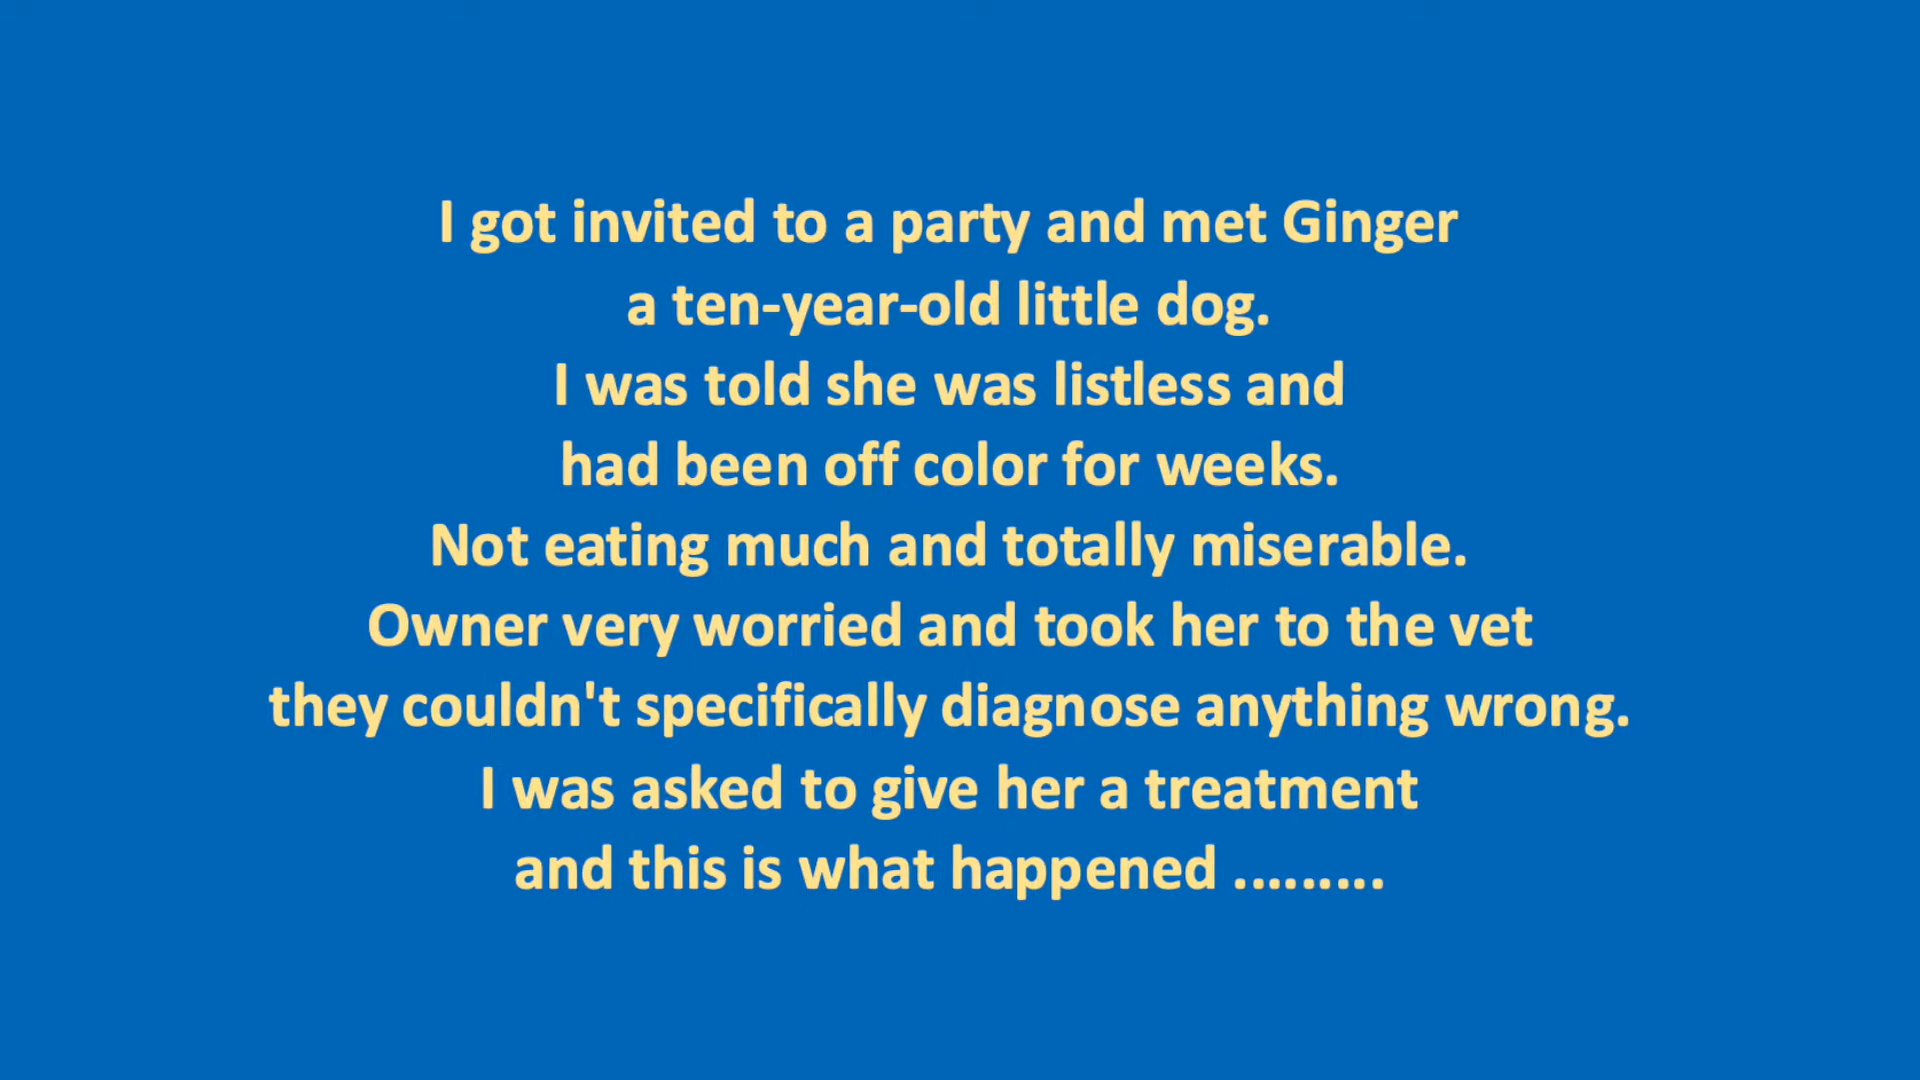 I got invited to a party and met Ginger
a ten-year-old little dog.
I was told she was listless and
had been off color for weeks.
Not eating much and totally miserable.
Owner very worried and took her to the vet
they couldn't specifically diagnose anything wrong.
I was asked to give her a treatment
and this is what happened .........